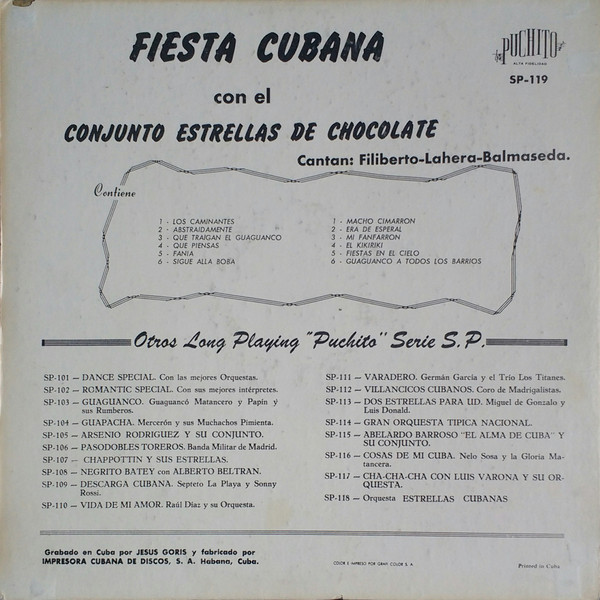 FIESTA CUBANA
PUCHITO
ALTA FIDELIDAD
SP-119
con el
CONJUNTO ESTRELLAS DE CHOCOLATE
Cantan: Filiberto-Lahera-Balmaseda.
Contiene
1 - LOS CAMINANTES
2 - ABSTRAIDAMENTE
3 - QUE TRAIGAN EL GUAGUANCO
4 - QUE PIENSAS
5 - FANIA
6 - SIGUE ALLA BOBA
1 - MACHO CIMARRON
2 - ERA DE ESPERAL
3 - MI FANFARRON
4 - EL KIKIRIKI
5 - FIESTAS EN EL CIELO
6 - GUAGUANCO A TODOS LOS BARRIOS
Otros Long Playing "Puchito" Serie S.P.
SP-101 — DANCE SPECIAL. Con las mejores Orquestas.
SP-102 — ROMANTIC SPECIAL. Con sus mejores intérpretes.
SP-103 — GUAGUANCO. Guaguancó Matancero y Papín y
sus Rumberos.
SP-104 — GUAPACHA. Mercerón y sus Muchachos Pimienta.
SP-105 — ARSENIO RODRIGUEZ Y SU CONJUNTO.
SP-106 — PASODOBLES TOREROS. Banda Militar de Madrid.
SP-107 — CHAPPOTTIN Y SUS ESTRELLAS.
SP-108 — NEGRITO BATEY con ALBERTO BELTRAN.
SP-109 — DESCARGA CUBANA. Septeto La Playa y Sonny
Rossi.
SP-110 — VIDA DE MI AMOR. Raúl Díaz y su Orquesta.
SP-111 — VARADERO. Germán García y el Trío Los Titanes.
SP-112 — VILLANCICOS CUBANOS. Coro de Madrigalistas.
SP-113 — DOS ESTRELLAS PARA UD. Miguel de Gonzalo y
Luis Donald.
SP-114 — GRAN ORQUESTA TIPICA NACIONAL.
SP-115 — ABELARDO BARROSO "EL ALMA DE CUBA" Y
SU CONJUNTO.
SP-116 — COSAS DE MI CUBA. Nelo Sosa y la Gloria Ma-
tancera.
SP-117 — CHA-CHA-CHA CON LUIS VARONA Y SU OR-
QUESTA.
SP-118 — Orquesta ESTRELLAS CUBANAS
Grabado en Cuba por JESUS GORIS y fabricado por
IMPRESORA CUBANA DE DISCOS, S. A. Habana, Cuba.
COLOR E IMPRESO POR GRAFI COLOR S. A.
Printed in Cuba